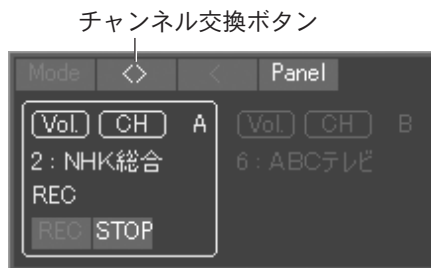 チャンネル交換ボタン
Mode <> < Panel
Vol. CH A Vol. CH B
2 : NHK総合 6 : ABCテレビ
REC
REC STOP